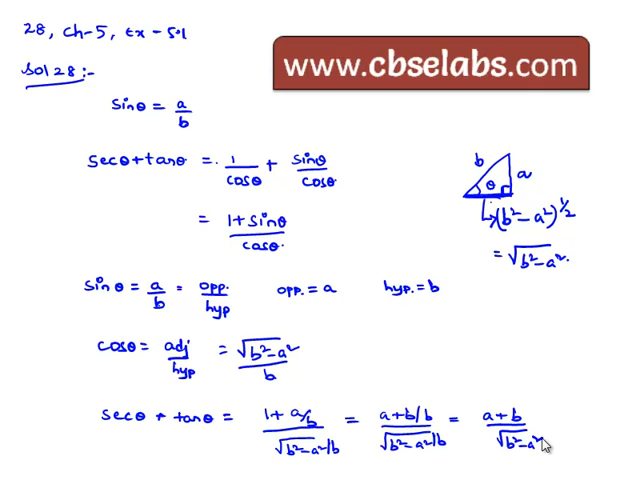 28, ch-5, Ex - 5.1
www.cbselabs.com
Sol 28 :-
sinθ = a/b
secθ + tanθ = 1/cosθ + sinθ/cosθ
b a θ
= 1 + sinθ / cosθ
(b² - a²)^1/2
= √b² - a²
sinθ = a/b = opp./hyp opp. = a hyp. = b
cosθ = adj/hyp = √b² - a² / b
secθ + tanθ = 1 + a/b / √b² - a² / b = a + b / b / √b² - a² / b = a + b / √b² - a²